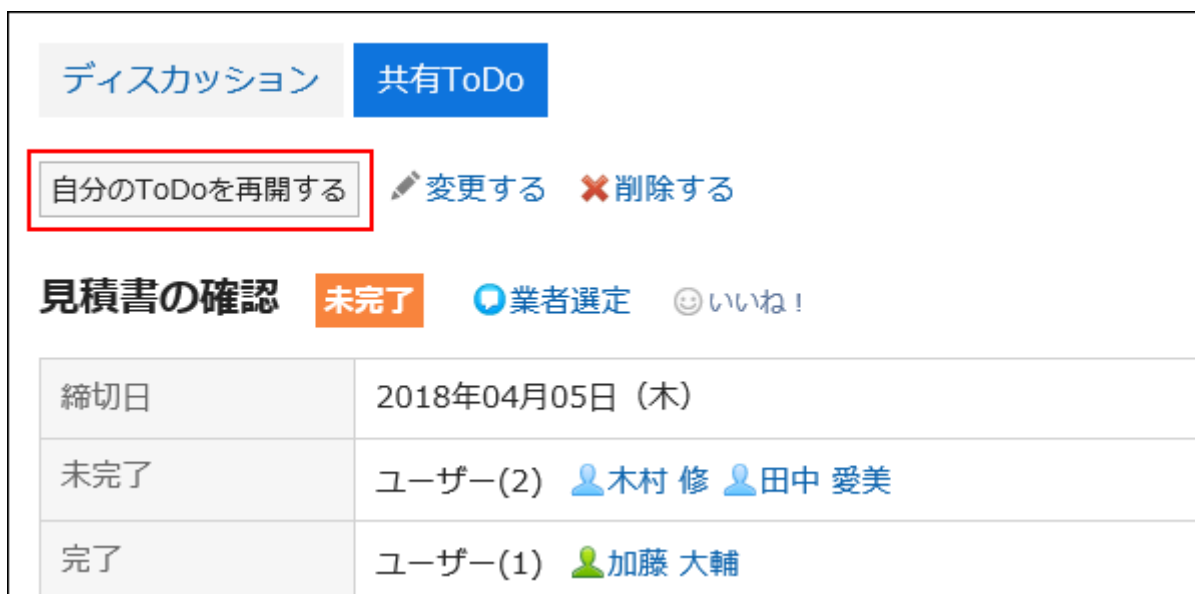 ディスカッション 共有ToDo
自分のToDoを再開する 変更する 削除する
見積書の確認 未完了 業者選定 いいね!
締切日 2018年04月05日(木)
未完了 ユーザー(2) 木村 修 田中 愛美
完了 ユーザー(1) 加藤 大輔